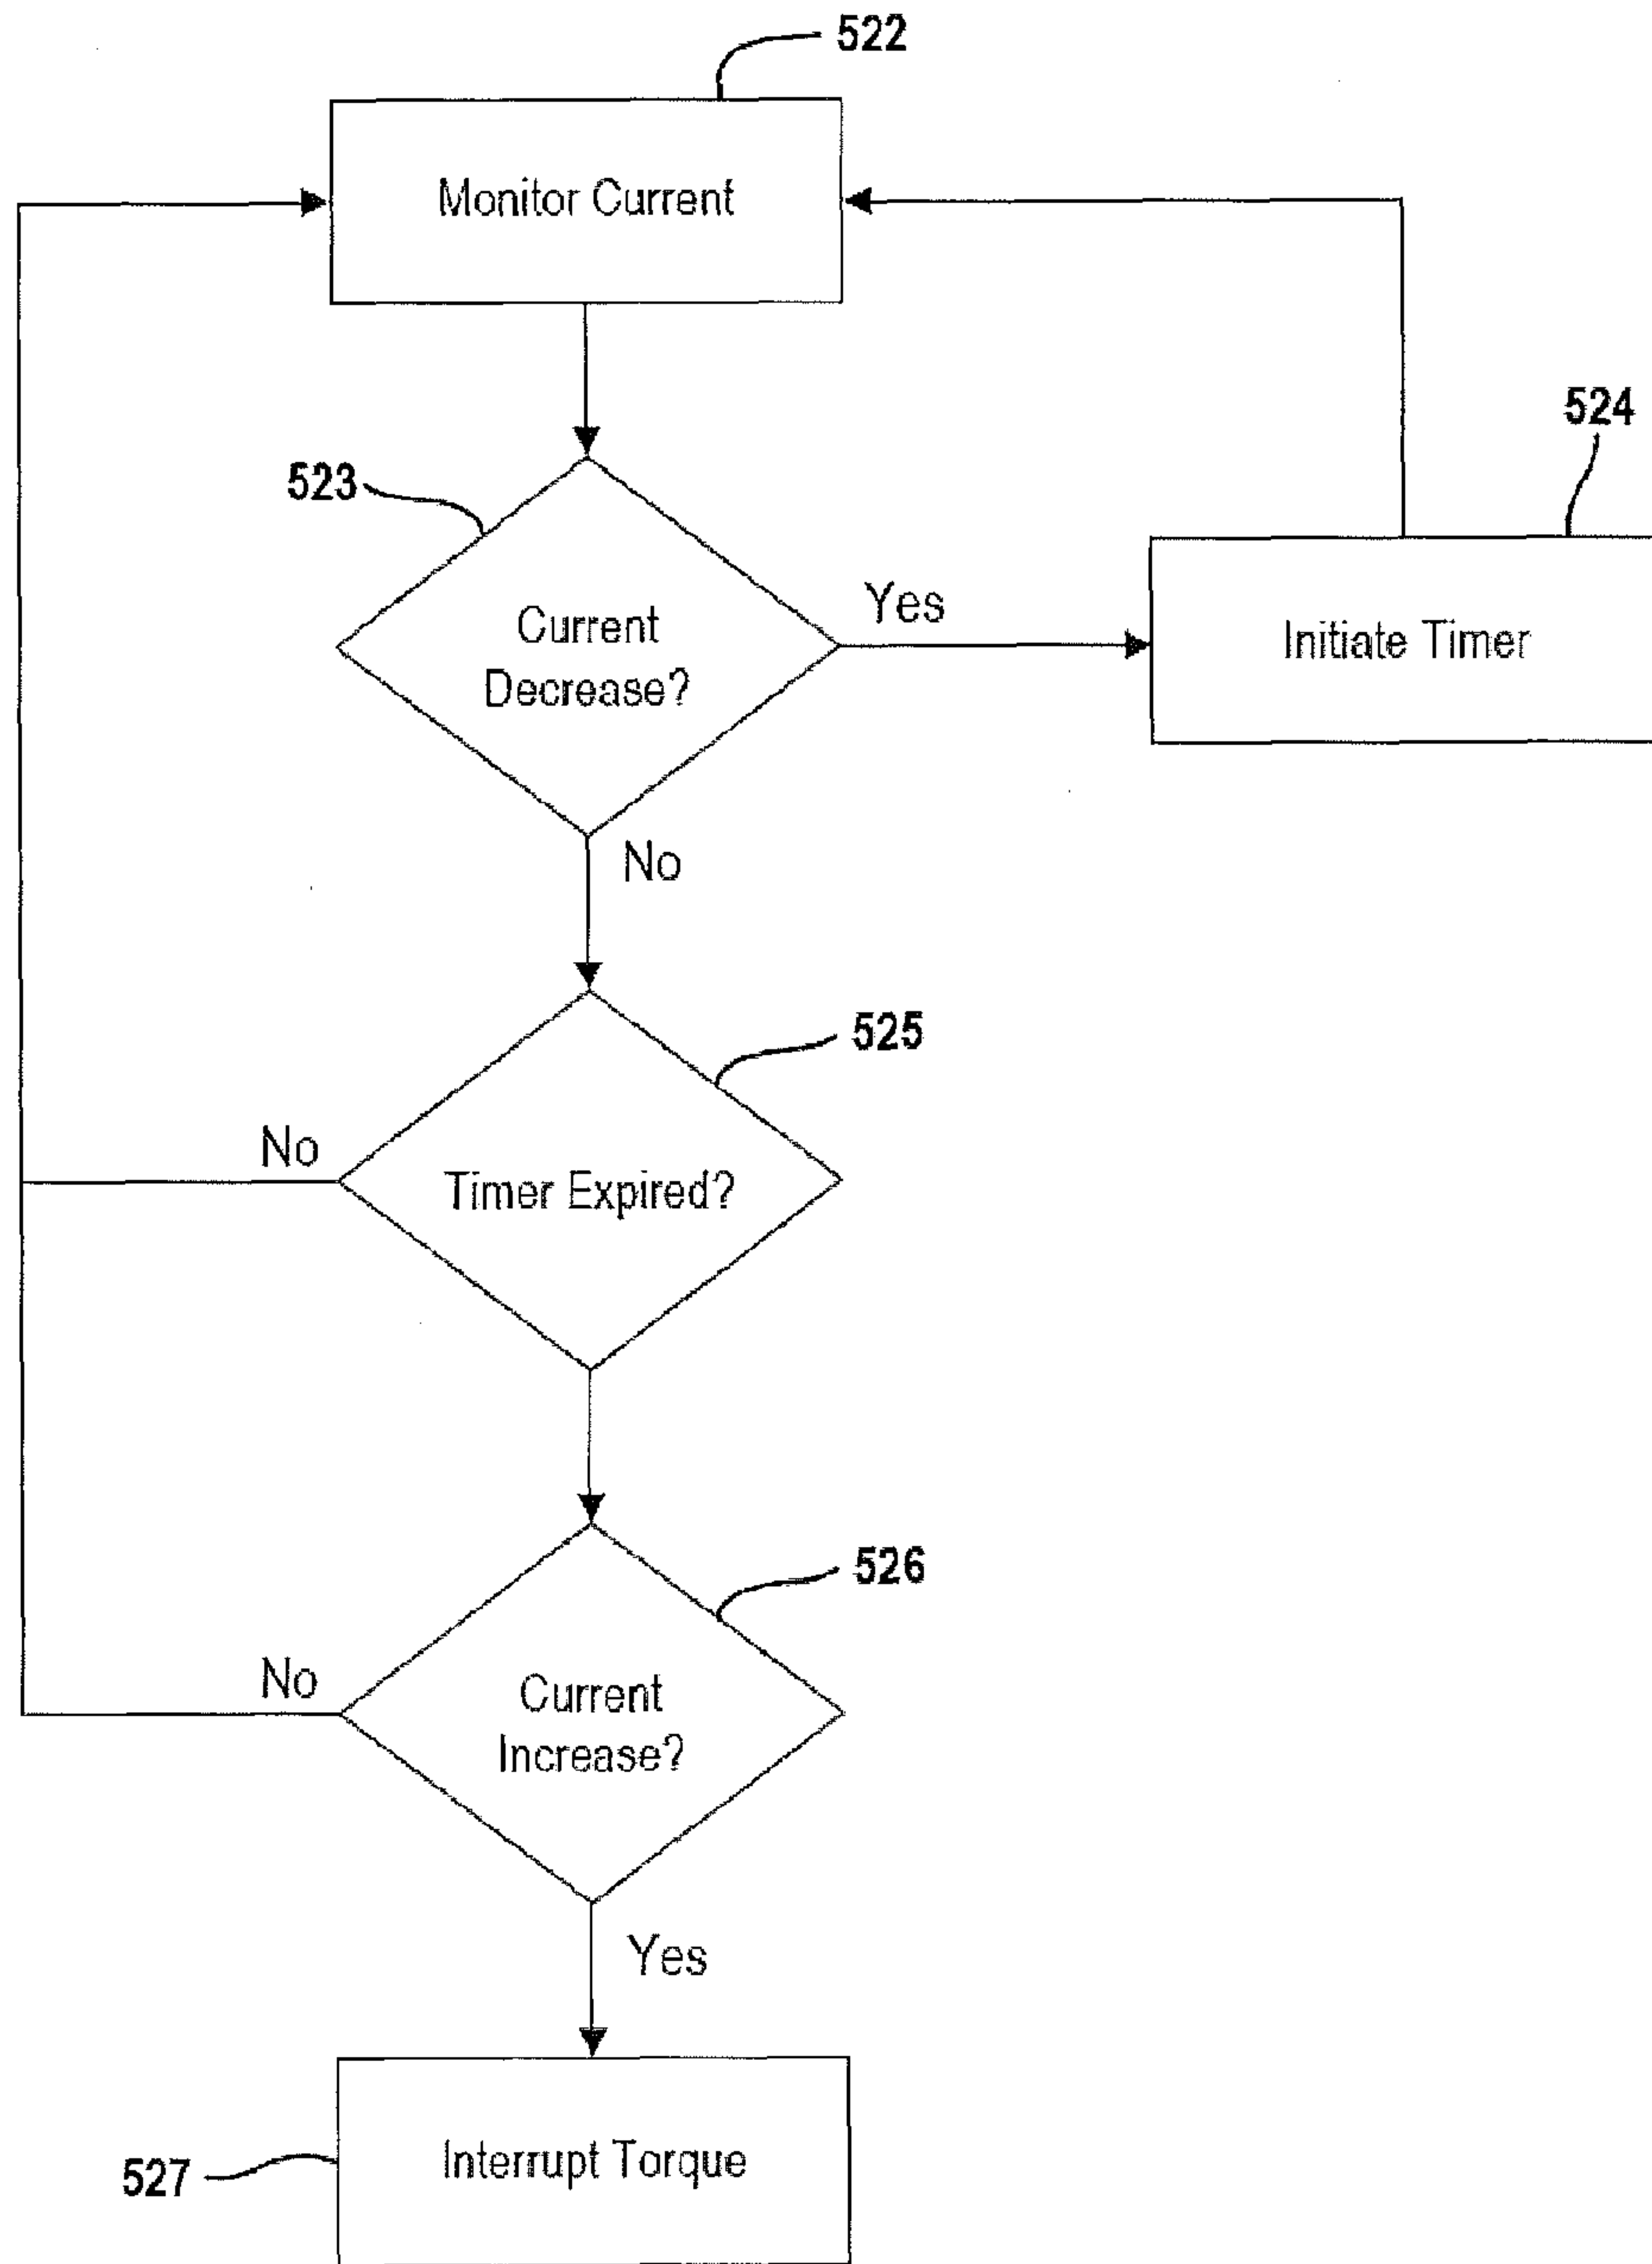 522
Monitor Current
524
523
Yes
Current
Decrease?
Initiate Timer
No
525
No
Timer Expired?
526
No
Current
Increase?
Yes
Interrupt Torque
527